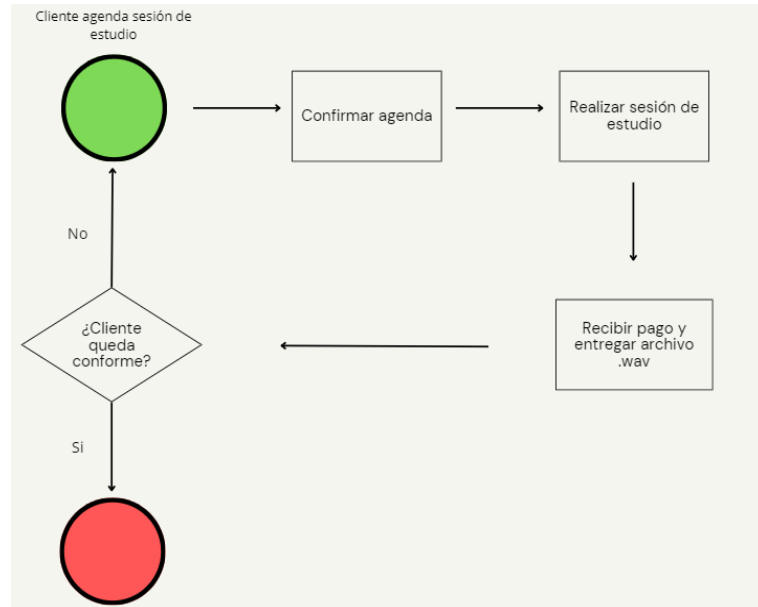 Cliente agenda sesión de
estudio
Confirmar agenda
Realizar sesión de
estudio
No
¿Cliente
queda
conforme?
Recibir pago y
entregar archivo
.wav
Si